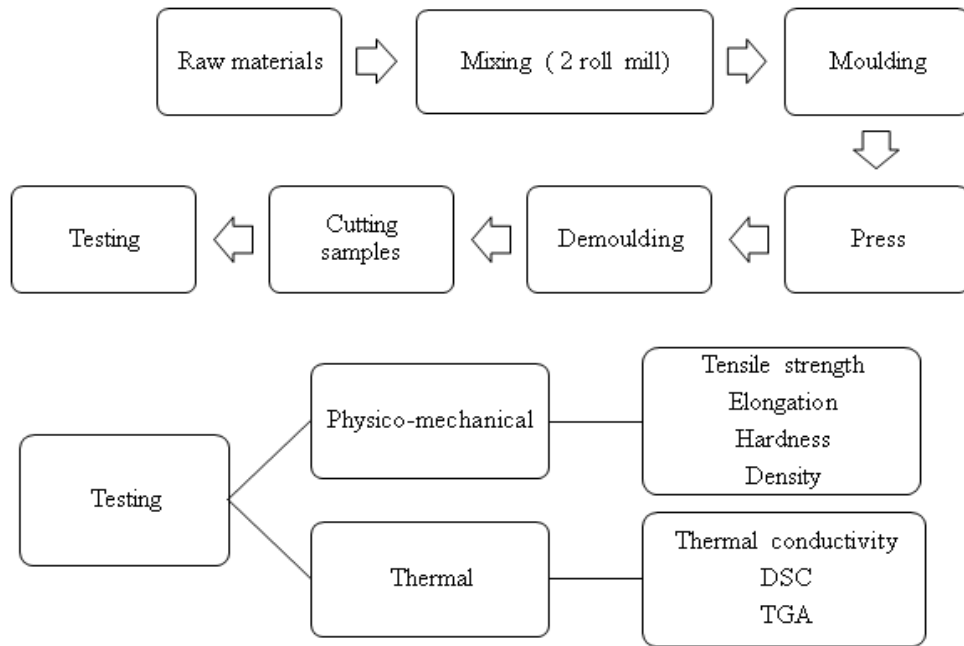 Raw materials
Mixing ( 2 roll mill)
Moulding
Press
Demoulding
Cutting
samples
Testing
Testing
Physico-mechanical
Tensile strength
Elongation
Hardness
Density
Thermal
Thermal conductivity
DSC
TGA